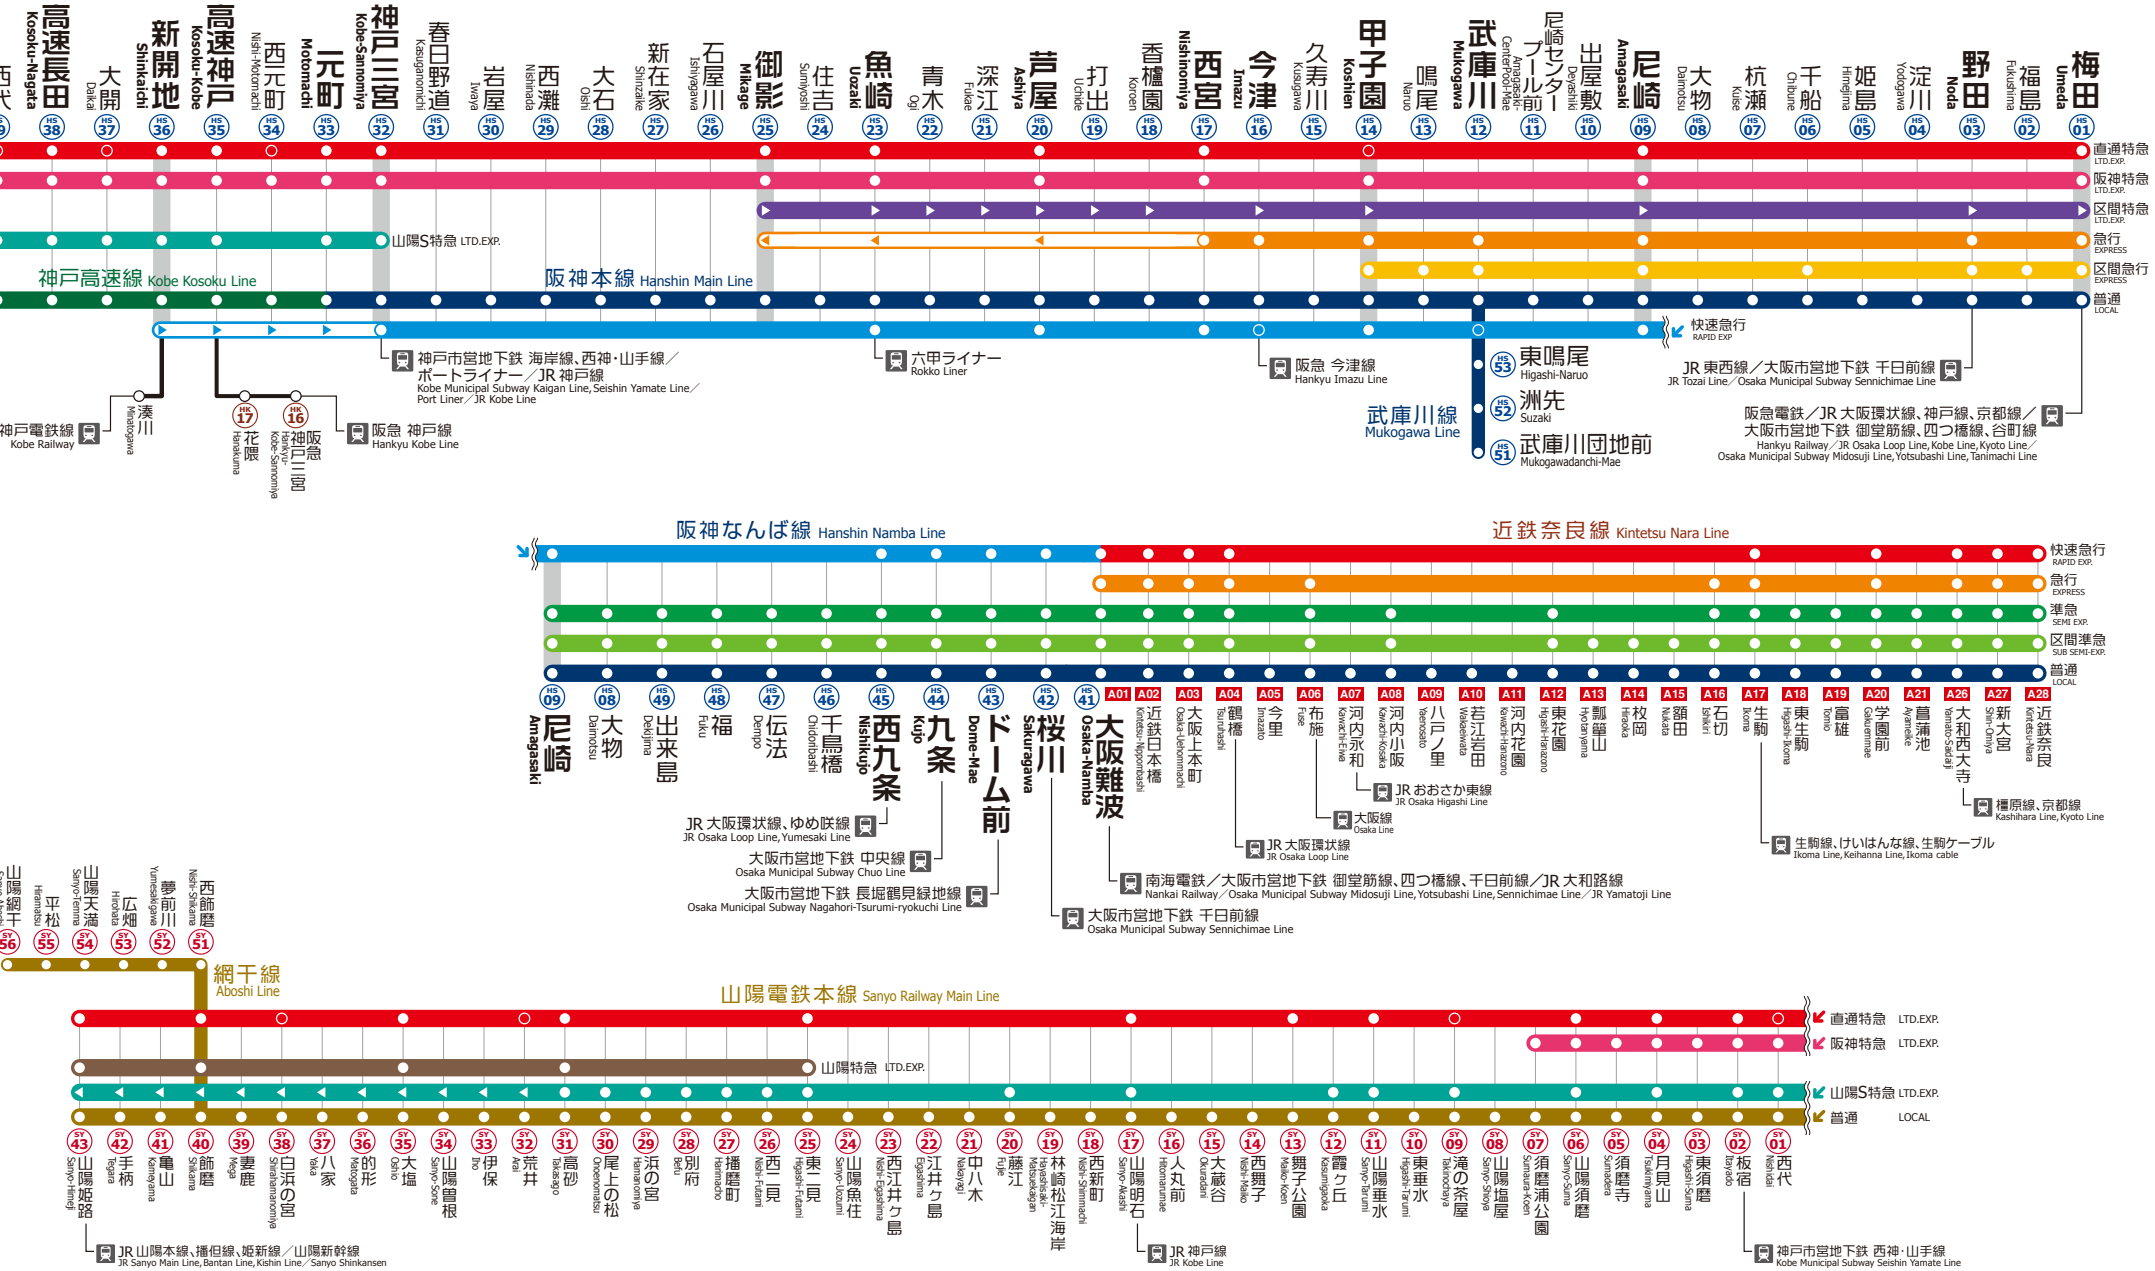 高速長田
Kosoku-Nagata
大開
Daikai
新開地
Shinkaichi
高速神戸
Kosoku-Kobe
西元町
Nishi-Motomachi
元町
Motomachi
神戸三宮
Kobe-Sannomiya
春日野道
Kasuganomichi
岩屋
Iwaya
西灘
Nishinada
大石
Oishi
新在家
Shinzaike
石屋川
Ishiyagawa
御影
Mikage
住吉
Sumiyoshi
魚崎
Uozaki
青木
Ogi
深江
Fukae
芦屋
Ashiya
打出
Uchide
香櫨園
Koroen
西宮
Nishinomiya
今津
Imazu
久寿川
Kusugawa
甲子園
Koshien
鳴尾
Naruo
武庫川
Mukogawa
尼崎センタープール前
Amagasaki-CenterPool-Mae
出屋敷
Deyashiki
尼崎
Amagasaki
大物
Daimotsu
杭瀬
Kuise
千船
Chibune
姫島
Himejima
淀川
Yodogawa
野田
Noda
福島
Fukushima
梅田
Umeda
HS 38
HS 37
HS 36
HS 35
HS 34
HS 33
HS 32
HS 31
HS 30
HS 29
HS 28
HS 27
HS 26
HS 25
HS 24
HS 23
HS 22
HS 21
HS 20
HS 19
HS 18
HS 17
HS 16
HS 15
HS 14
HS 13
HS 12
HS 11
HS 10
HS 09
HS 08
HS 07
HS 06
HS 05
HS 04
HS 03
HS 02
HS 01
直通特急
LTD.EXP.
阪神特急
LTD.EXP.
区間特急
LTD.EXP.
山陽S特急 LTD.EXP.
急行
EXPRESS
神戸高速線 Kobe Kosoku Line
阪神本線 Hanshin Main Line
区間急行
EXPRESS
普通
LOCAL
快速急行
RAPID EXP
神戸市営地下鉄 海岸線、西神・山手線／
ポートライナー／JR 神戸線
Kobe Municipal Subway Kaigan Line, Seishin Yamate Line／
Port Liner／JR Kobe Line
六甲ライナー
Rokko Liner
阪急 今津線
Hankyu Imazu Line
HS 53
東鳴尾
Higashi-Naruo
HS 52
洲先
Suzaki
HS 51
武庫川団地前
Mukogawadanchi-Mae
武庫川線
Mukogawa Line
JR 東西線／大阪市営地下鉄 千日前線
JR Tozai Line／Osaka Municipal Subway Sennichimae Line
阪急電鉄／JR 大阪環状線、神戸線、京都線／
大阪市営地下鉄 御堂筋線、四つ橋線、谷町線
Hankyu Railway／JR Osaka Loop Line, Kobe Line, Kyoto Line／
Osaka Municipal Subway Midosuji Line, Yotsubashi Line, Tanimachi Line
神戸電鉄線
Kobe Railway
湊川
Minatogawa
HK 17
花隈
Hanakuma
HK 16
阪急神戸三宮
Hankyu-Kobe-Sannomiya
阪急 神戸線
Hankyu Kobe Line
阪神なんば線 Hanshin Namba Line
近鉄奈良線 Kintetsu Nara Line
快速急行
RAPID EXP.
急行
EXPRESS
準急
SEMI EXP.
区間準急
SUB SEMI-EXP.
普通
LOCAL
HS 09
HS 08
HS 49
HS 48
HS 47
HS 46
HS 45
HS 44
HS 43
HS 42
HS 41
A01
A02
A03
A04
A05
A06
A07
A08
A09
A10
A11
A12
A13
A14
A15
A16
A17
A18
A19
A20
A21
A26
A27
A28
尼崎
Amagasaki
大物
Daimotsu
出来島
Dekijima
福
Fuku
伝法
Dempo
千鳥橋
Chidoribashi
西九条
Nishikujo
九条
Kujo
ドーム前
Dome-Mae
桜川
Sakuragawa
大阪難波
Osaka-Namba
近鉄日本橋
Kintetsu-Nippombashi
大阪上本町
Osaka-Uehommachi
鶴橋
Tsuruhashi
今里
Imazato
布施
Fuse
河内永和
Kawachi-Eiwa
河内小阪
Kawachi-Kosaka
八戸ノ里
Yaenosato
若江岩田
Wakaeiwata
河内花園
Kawachi-Hanazono
東花園
Higashi-Hanazono
瓢簞山
Hyotanyama
枚岡
Hiraoka
額田
Nukata
石切
Ishikiri
生駒
Ikoma
東生駒
Higashi-Ikoma
富雄
Tomio
学園前
Gakuemmae
菖蒲池
Ayameike
大和西大寺
Yamato-Saidaiji
新大宮
Shin-Omiya
近鉄奈良
Kintetsu-Nara
JR 大阪環状線、ゆめ咲線
JR Osaka Loop Line, Yumesaki Line
大阪市営地下鉄 中央線
Osaka Municipal Subway Chuo Line
大阪市営地下鉄 長堀鶴見緑地線
Osaka Municipal Subway Nagahori-Tsurumi-ryokuchi Line
大阪市営地下鉄 千日前線
Osaka Municipal Subway Sennichimae Line
南海電鉄／大阪市営地下鉄 御堂筋線、四つ橋線、千日前線／JR 大和路線
Nankai Railway／Osaka Municipal Subway Midosuji Line, Yotsubashi Line, Sennichimae Line／JR Yamatoji Line
JR 大阪環状線
JR Osaka Loop Line
大阪線
Osaka Line
JR おおさか東線
JR Osaka Higashi Line
生駒線、けいはんな線、生駒ケーブル
Ikoma Line, Keihanna Line, Ikoma cable
橿原線、京都線
Kashihara Line, Kyoto Line
山陽網干
平松
Hiramatsu
山陽天満
Sanyo-Temma
広畑
Hirohata
夢前川
Yumesakigawa
西飾磨
Nishi-Shikama
56
SY 55
SY 54
SY 53
SY 52
SY 51
網干線
Aboshi Line
山陽電鉄本線 Sanyo Railway Main Line
直通特急 LTD.EXP.
阪神特急 LTD.EXP.
山陽特急 LTD.EXP.
山陽S特急 LTD.EXP.
普通 LOCAL
SY 43
SY 42
SY 41
SY 40
SY 39
SY 38
SY 37
SY 36
SY 35
SY 34
SY 33
SY 32
SY 31
SY 30
SY 29
SY 28
SY 27
SY 26
SY 25
SY 24
SY 23
SY 22
SY 21
SY 20
SY 19
SY 18
SY 17
SY 16
SY 15
SY 14
SY 13
SY 12
SY 11
SY 10
SY 09
SY 08
SY 07
SY 06
SY 05
SY 04
SY 03
SY 02
SY 01
山陽姫路
Sanyo-Himeji
手柄
Tegara
亀山
Kameyama
飾磨
Shikama
妻鹿
Mega
白浜の宮
Shirahamanomiya
八家
Yaka
的形
Matogata
大塩
Oshio
山陽曽根
Sanyo-Sone
伊保
Iho
荒井
Arai
高砂
Takasago
尾上の松
Onoenomatsu
浜の宮
Hamanomiya
別府
Befu
播磨町
Harimacho
西二見
Nishi-Futami
東二見
Higashi-Futami
山陽魚住
Sanyo-Uozumi
西江井ヶ島
Nishi-Eigashima
江井ヶ島
Eigashima
中八木
Nakayagi
藤江
Fujie
林崎松江海岸
Hayashisaki-Matsuekaigan
西新町
Nishi-Shimmachi
山陽明石
Sanyo-Akashi
人丸前
Hitomarumae
大蔵谷
Okuradani
西舞子
Nishi-Maiko
舞子公園
Maiko-Koen
霞ヶ丘
Kasumigaoka
山陽垂水
Sanyo-Tarumi
東垂水
Higashi-Tarumi
滝の茶屋
Takinochaya
山陽塩屋
Sanyo-Shioya
須磨浦公園
Sumaura-Koen
山陽須磨
Sanyo-Suma
須磨寺
Sumadera
月見山
Tsukimiyama
東須磨
Higashi-Suma
板宿
Itayado
西代
Nishidai
JR 山陽本線、播但線、姫新線／山陽新幹線
JR Sanyo Main Line, Bantan Line, Kishin Line／Sanyo Shinkansen
JR 神戸線
JR Kobe Line
神戸市営地下鉄 西神・山手線
Kobe Municipal Subway Seishin Yamate Line